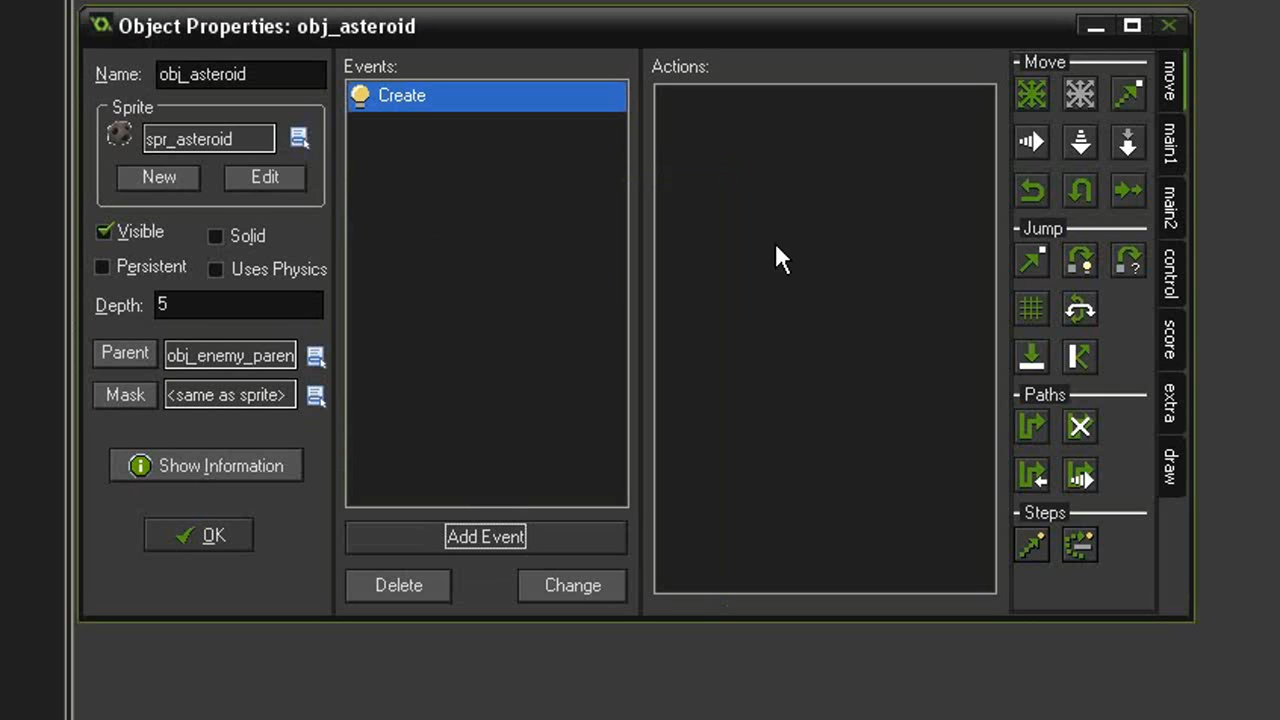 Object Properties: obj_asteroid
Name: obj_asteroid
Sprite
spr_asteroid
New Edit
Visible Solid
Persistent Uses Physics
Depth: 5
Parent obj_enemy_paren
Mask <same as sprite>
Show Information
OK
Events:
Create
Add Event
Delete Change
Actions:
Move
Jump
Paths
Steps
move
main1
main2
control
score
extra
draw